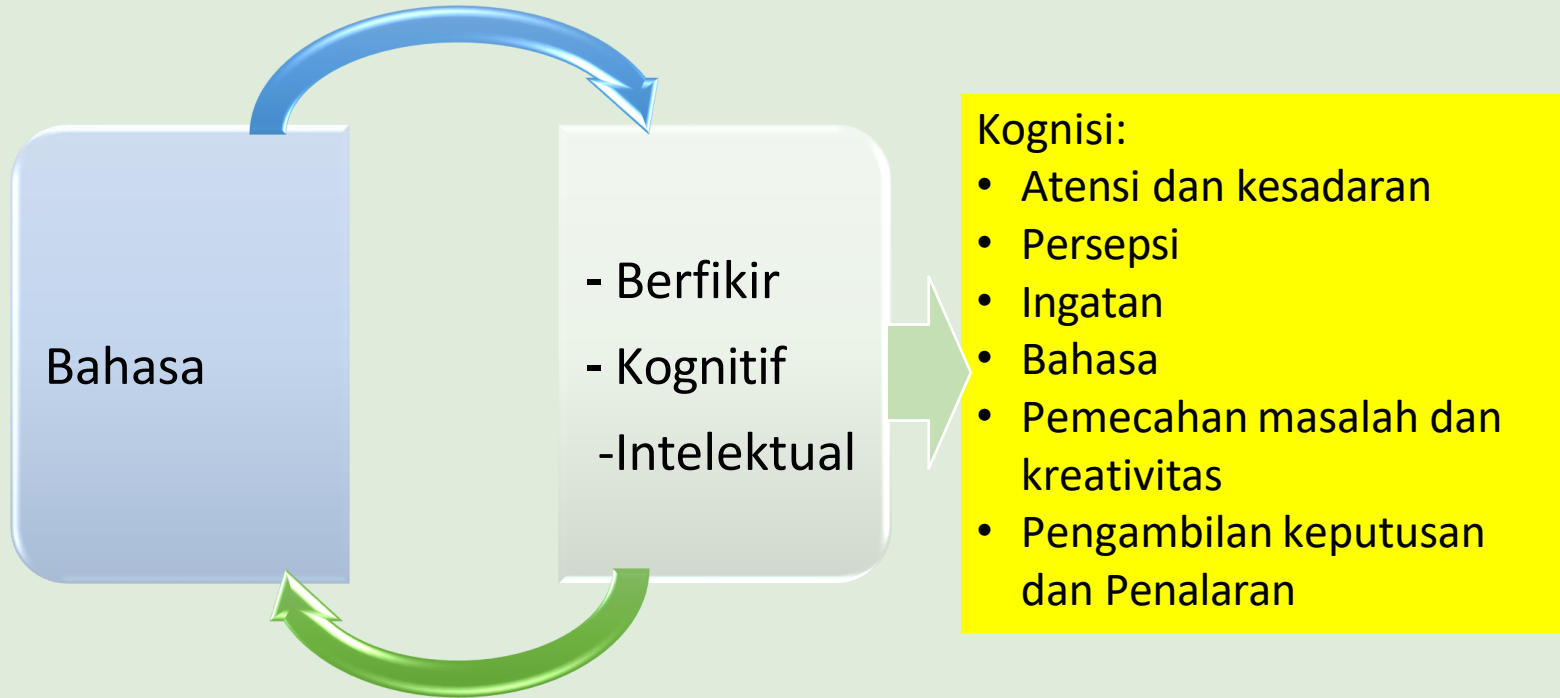 Bahasa
- Berfikir
- Kognitif
-Intelektual
Kognisi:
• Atensi dan kesadaran
• Persepsi
• Ingatan
• Bahasa
• Pemecahan masalah dan
kreativitas
• Pengambilan keputusan
dan Penalaran